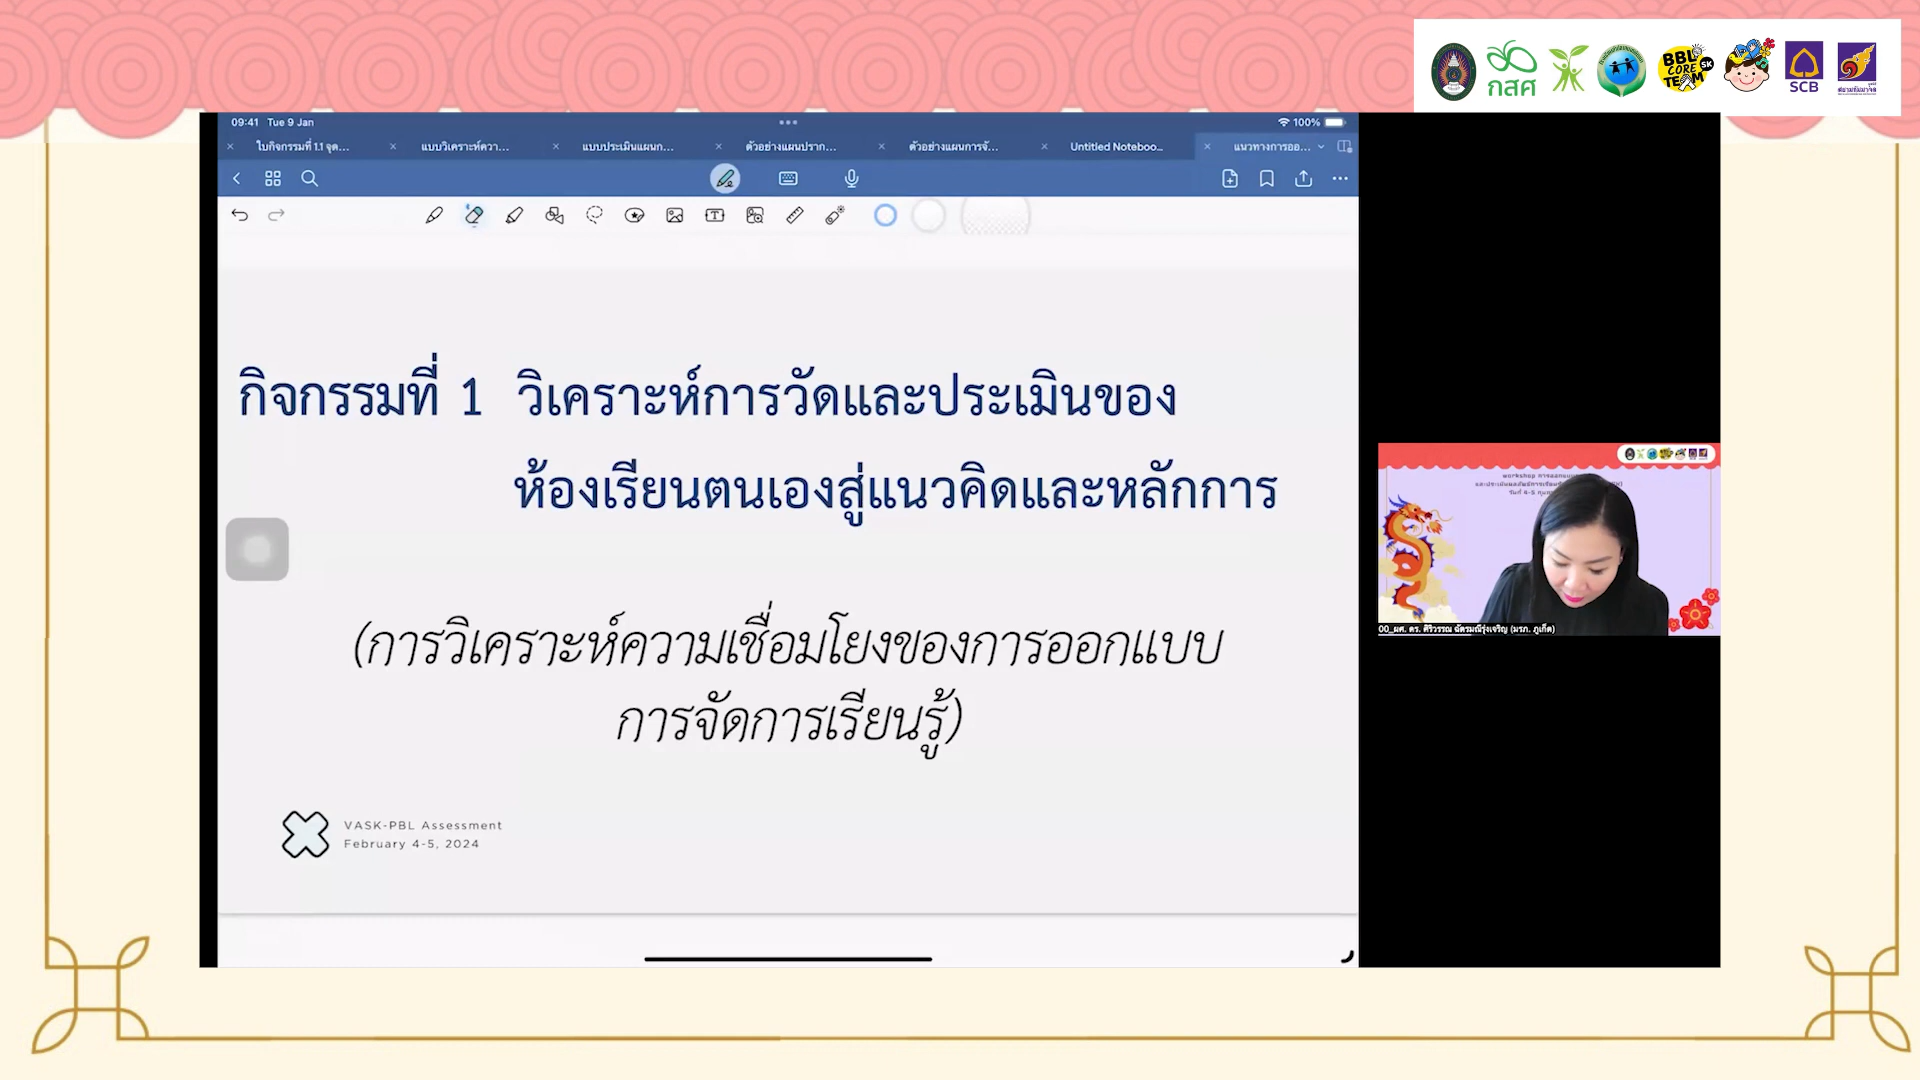 กสศ
BBL
CORE
TEAM
SK
SCB
09:41 Tue 9 Jan
100%
ใบกิจกรรมที่ 1.1 จุด...
แบบวิเคราะห์ควา...
แบบประเมินแผนก...
ตัวอย่างแผนปราก...
ตัวอย่างแผนการจั...
Untitled Noteboo...
แนวทางการออ...
กิจกรรมที่ 1 วิเคราะห์การวัดและประเมินของ
ห้องเรียนตนเองสู่แนวคิดและหลักการ
(การวิเคราะห์ความเชื่อมโยงของการออกแบบ
การจัดการเรียนรู้)
VASK-PBL Assessment
February 4-5, 2024
00_ผศ. ดร. ศิริวรรณ ฉัตรมณีรุ่งเจริญ (มรภ. ภูเก็ต)